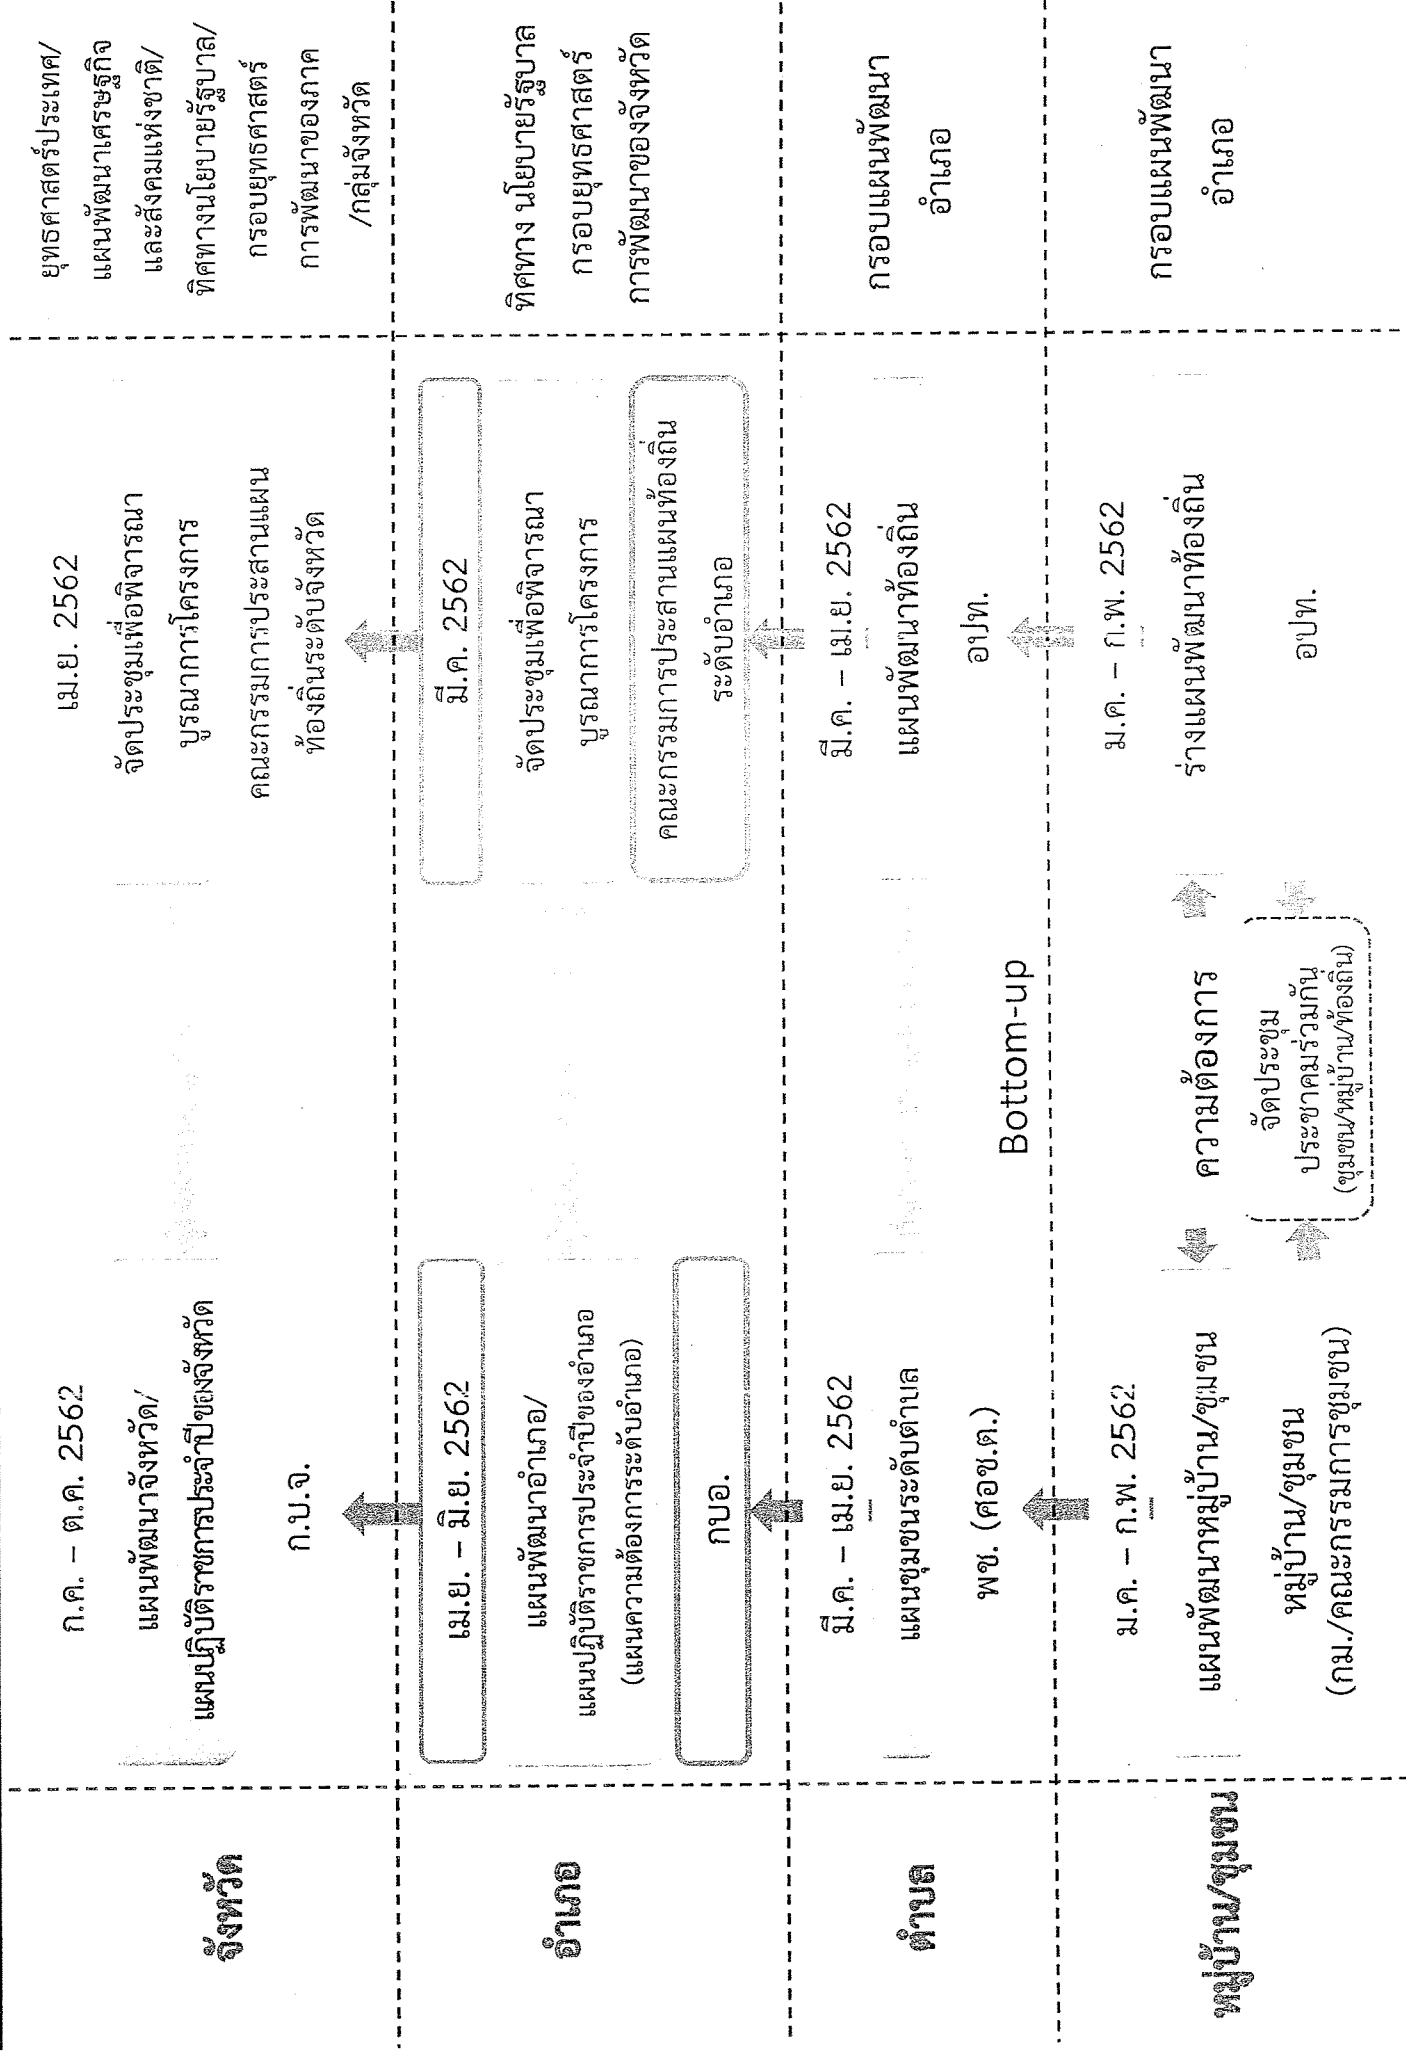 จังหวัด
ก.ค. – ต.ค. 2562
แผนพัฒนาจังหวัด/
แผนปฏิบัติราชการประจำปีของจังหวัด
ก.บ.จ.
เม.ย. 2562
จัดประชุมเพื่อพิจารณา
บูรณาการโครงการ
คณะกรรมการประสานแผน
ท้องถิ่นระดับจังหวัด
ยุทธศาสตร์ประเทศ/
แผนพัฒนาเศรษฐกิจ
และสังคมแห่งชาติ/
ทิศทางนโยบายรัฐบาล/
กรอบยุทธศาสตร์
การพัฒนาของภาค
/กลุ่มจังหวัด
อำเภอ
เม.ย. – มิ.ย. 2562
แผนพัฒนาอำเภอ/
แผนปฏิบัติราชการประจำปีของอำเภอ
(แผนความต้องการระดับอำเภอ)
กบอ.
มี.ค. 2562
จัดประชุมเพื่อพิจารณา
บูรณาการโครงการ
คณะกรรมการประสานแผนท้องถิ่น
ระดับอำเภอ
ทิศทาง นโยบายรัฐบาล
กรอบยุทธศาสตร์
การพัฒนาของจังหวัด
ตำบล
มี.ค. – เม.ย. 2562
แผนชุมชนระดับตำบล
พช. (ศอช.ต.)
Bottom-up
มี.ค. – เม.ย. 2562
แผนพัฒนาท้องถิ่น
อปท.
กรอบแผนพัฒนา
อำเภอ
หมู่บ้าน/ชุมชน
ม.ค. – ก.พ. 2562
แผนพัฒนาหมู่บ้าน/ชุมชน
หมู่บ้าน/ชุมชน
(กม./คณะกรรมการชุมชน)
ความต้องการ
จัดประชุม
ประชาคมร่วมกัน
(ชุมชน/หมู่บ้าน/ท้องถิ่น)
ม.ค. – ก.พ. 2562
ร่างแผนพัฒนาท้องถิ่น
อปท.
กรอบแผนพัฒนา
อำเภอ